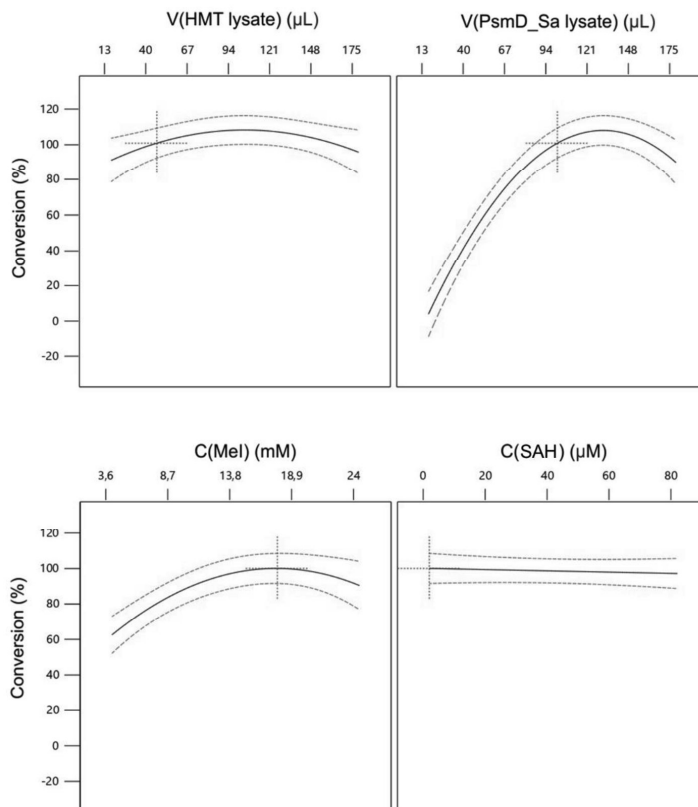 V(HMT lysate) (µL)
V(PsmD_Sa lysate) (µL)
13 40 67 94 121 148 175
13 40 67 94 121 148 175
120
100
80
60
40
20
0
-20
Conversion (%)
C(MeI) (mM)
C(SAH) (µM)
3,6 8,7 13,8 18,9 24
0 20 40 60 80
120
100
80
60
40
20
0
-20
Conversion (%)